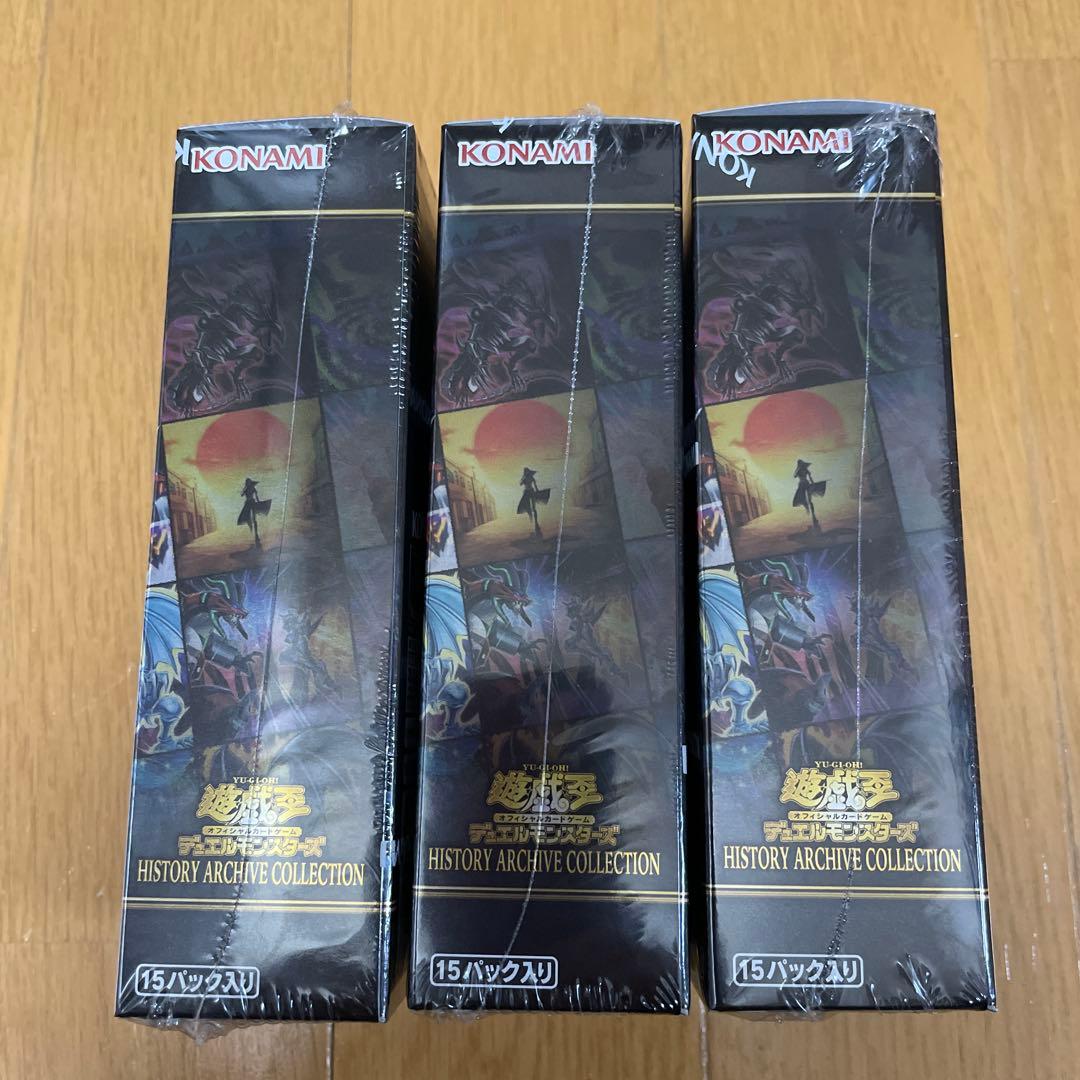 KONAMI
YU-GI-OH!
遊戯王
オフィシャルカードゲーム
デュエルモンスターズ
HISTORY ARCHIVE COLLECTION
15パック入り
KONAMI
YU-GI-OH!
遊戯王
オフィシャルカードゲーム
デュエルモンスターズ
HISTORY ARCHIVE COLLECTION
15パック入り
KONAMI
KON
YU-GI-OH!
遊戯王
オフィシャルカードゲーム
デュエルモンスターズ
HISTORY ARCHIVE COLLECTION
15パック入り